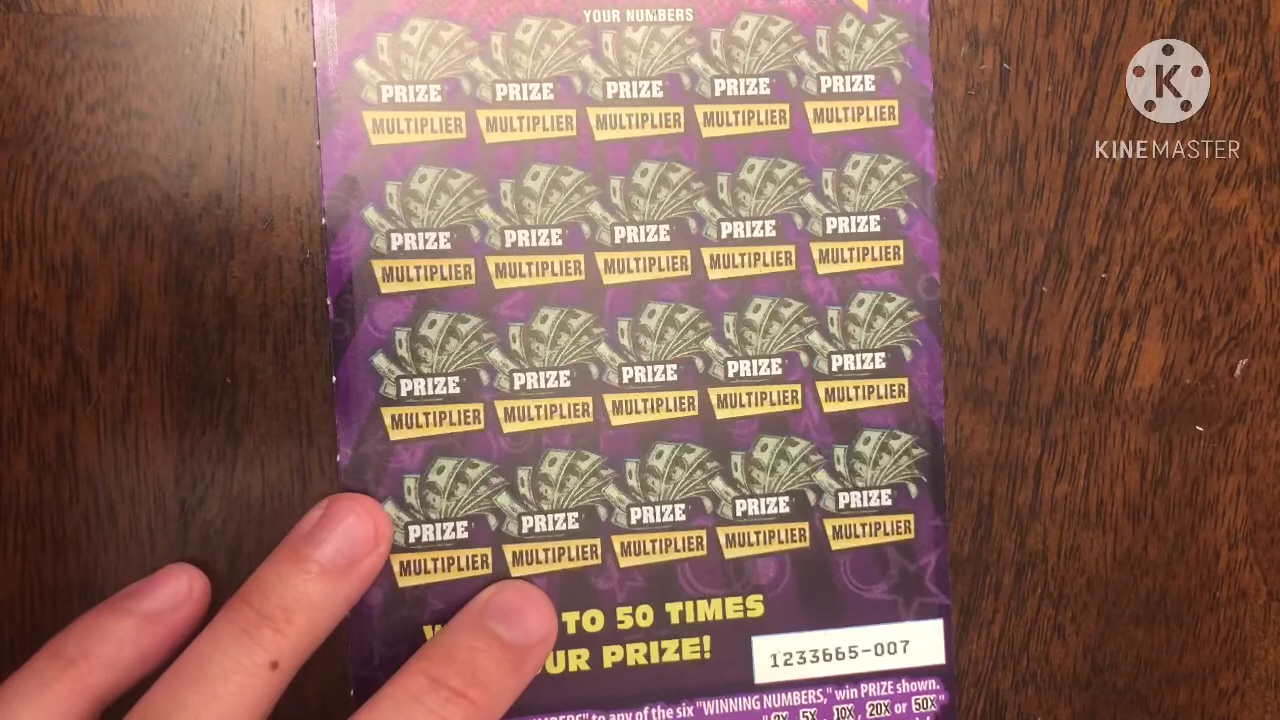 YOUR NUMBERS
PRIZE PRIZE PRIZE PRIZE PRIZE
MULTIPLIER MULTIPLIER MULTIPLIER MULTIPLIER MULTIPLIER
PRIZE PRIZE PRIZE PRIZE PRIZE
MULTIPLIER MULTIPLIER MULTIPLIER MULTIPLIER MULTIPLIER
PRIZE PRIZE PRIZE PRIZE PRIZE
MULTIPLIER MULTIPLIER MULTIPLIER MULTIPLIER MULTIPLIER
PRIZE PRIZE PRIZE PRIZE PRIZE
MULTIPLIER MULTIPLIER MULTIPLIER MULTIPLIER MULTIPLIER
TO 50 TIMES
PRIZE!
1233665-007
to any of the six "WINNING NUMBERS," win PRIZE shown.
5X, 10X, 20X or 50X"
K
KINEMASTER